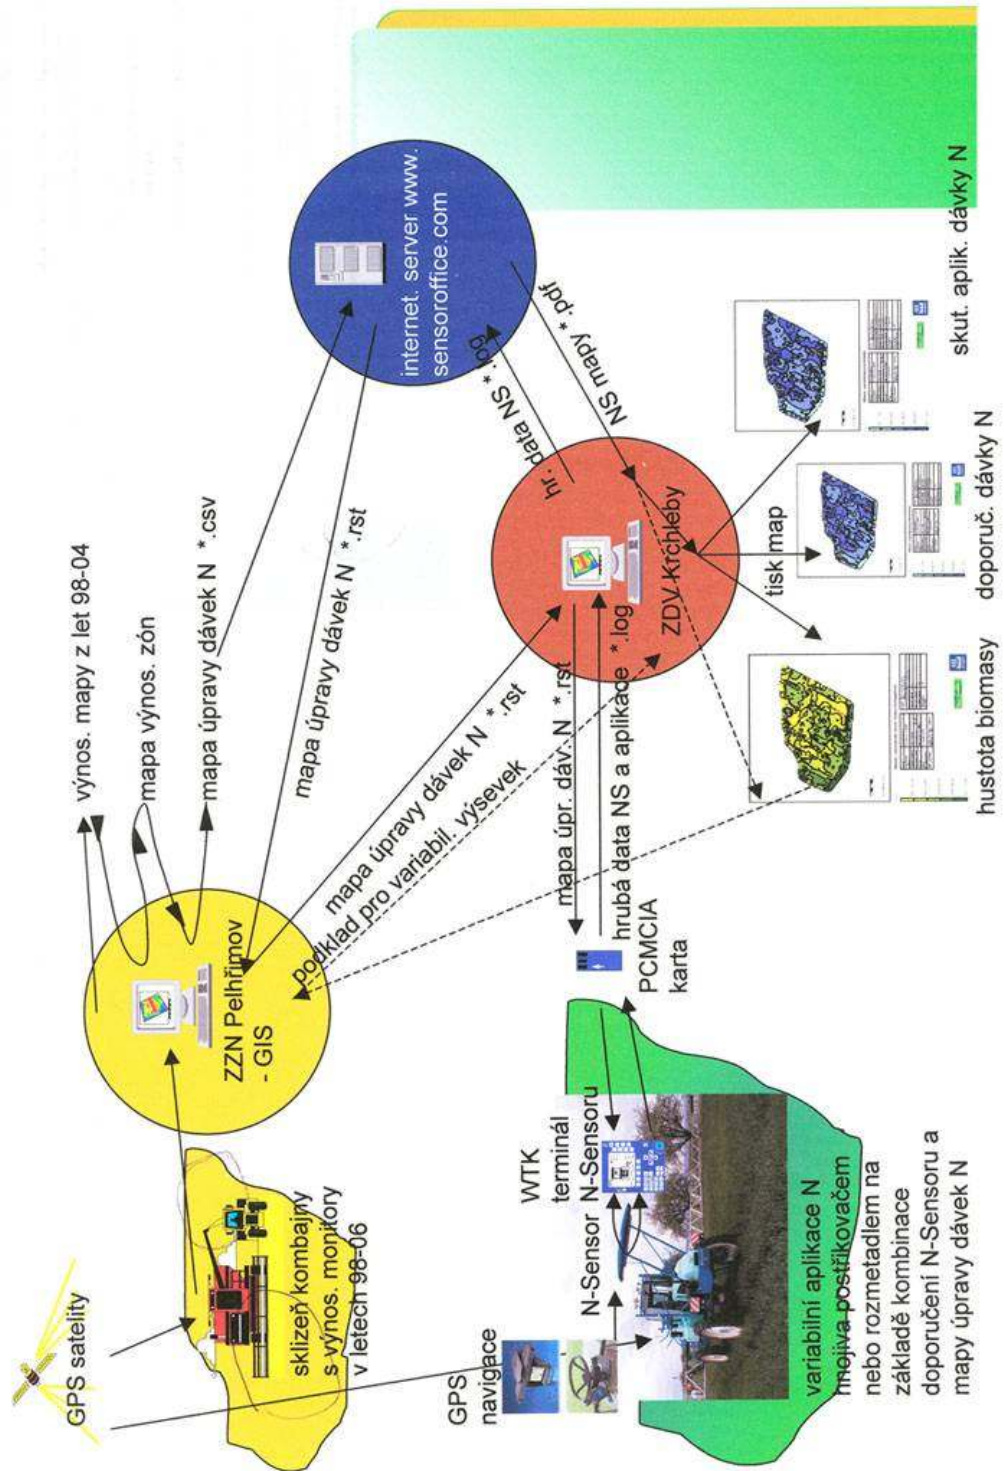 GPS satelity
sklizeň kombajny
s výnos. monitory
v letech 98-06
ZZN Pelhřimov
- GIS
výnos. mapy z let 98-04
mapa výnos. zón
mapa úpravy dávek N *.csv
mapa úpravy dávek N *.rst
internet. server www.
sensoroffice.com
hr. data NS*.log
NS mapy *.pdf
mapa úpravy dávek N *.rst
podklad pro variabil. výsevek
ZDV Krchleby
mapa úpr. dáv. N *.rst
hrubá data NS a aplikace *.log
PCMCIA
karta
tisk map
GPS
navigace
N-Sensor
WTK
terminál
N-Sensoru
variabilní aplikace N
hnojiva postřikovačem
nebo rozmetadlem na
základě kombinace
doporučení N-Sensoru a
mapy úpravy dávek N
hustota biomasy
doporuč. dávky N
skut. aplik. dávky N